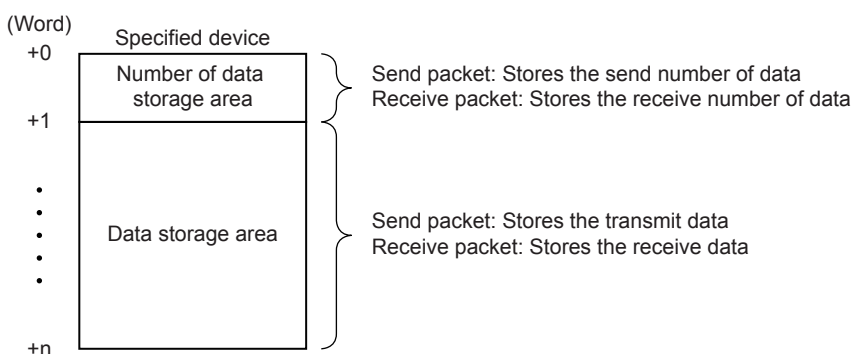 (Word)
Specified device
+0
Number of data
storage area
Send packet: Stores the send number of data
Receive packet: Stores the receive number of data
+1
Data storage area
Send packet: Stores the transmit data
Receive packet: Stores the receive data
+n